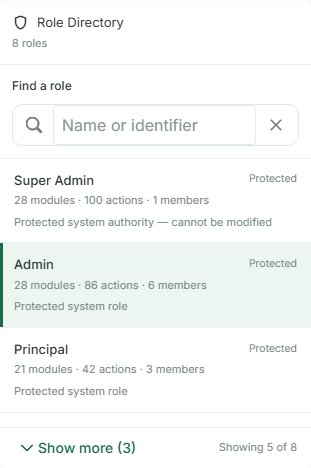 Role Directory
8 roles
Find a role
Name or identifier
Super Admin
Protected
28 modules · 100 actions · 1 members
Protected system authority — cannot be modified
Admin
Protected
28 modules · 86 actions · 6 members
Protected system role
Principal
Protected
21 modules · 42 actions · 3 members
Protected system role
Show more (3)
Showing 5 of 8